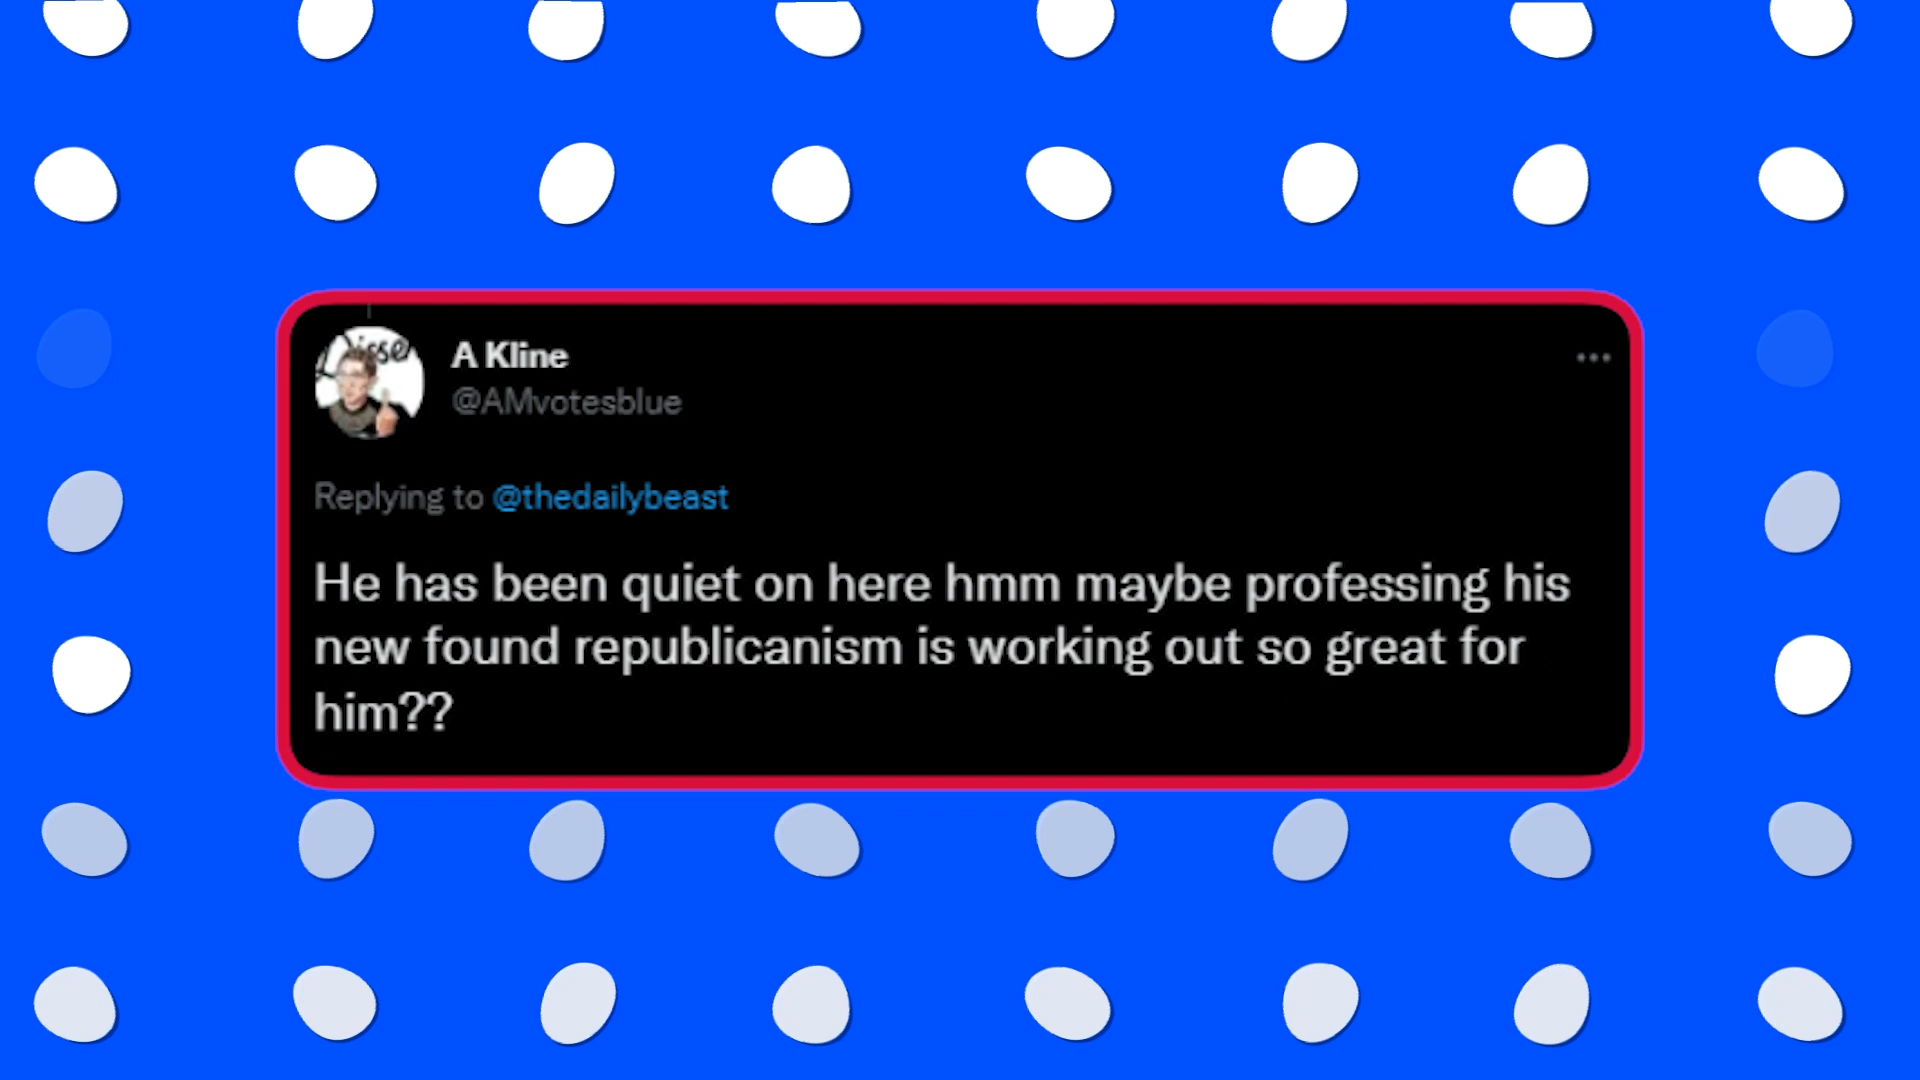 A Kline
@AMvotesblue
Replying to @thedailybeast
He has been quiet on here hmm maybe professing his
new found republicanism is working out so great for
him??